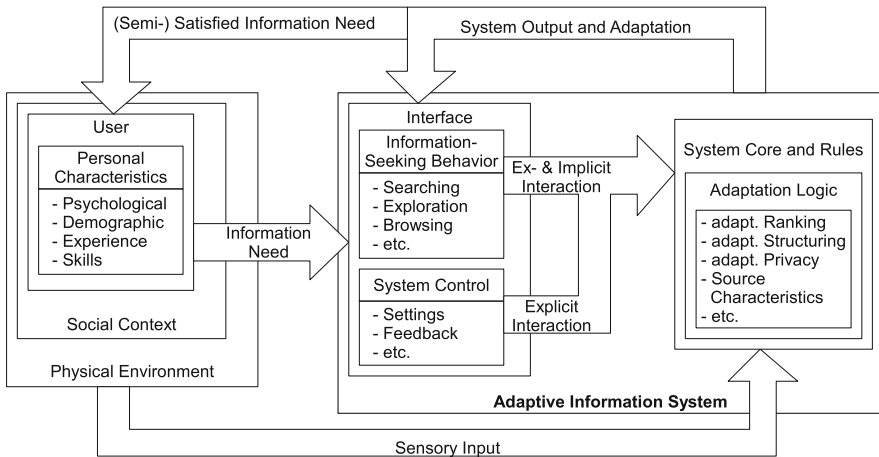 (Semi-) Satisfied Information Need
System Output and Adaptation
User
Personal
Characteristics
- Psychological
- Demographic
- Experience
- Skills
Social Context
Physical Environment
Information
Need
Interface
Information-
Seeking Behavior
- Searching
- Exploration
- Browsing
- etc.
System Control
- Settings
- Feedback
- etc.
Ex- & Implicit
Interaction
Explicit
Interaction
System Core and Rules
Adaptation Logic
- adapt. Ranking
- adapt. Structuring
- adapt. Privacy
- Source
Characteristics
- etc.
Adaptive Information System
Sensory Input